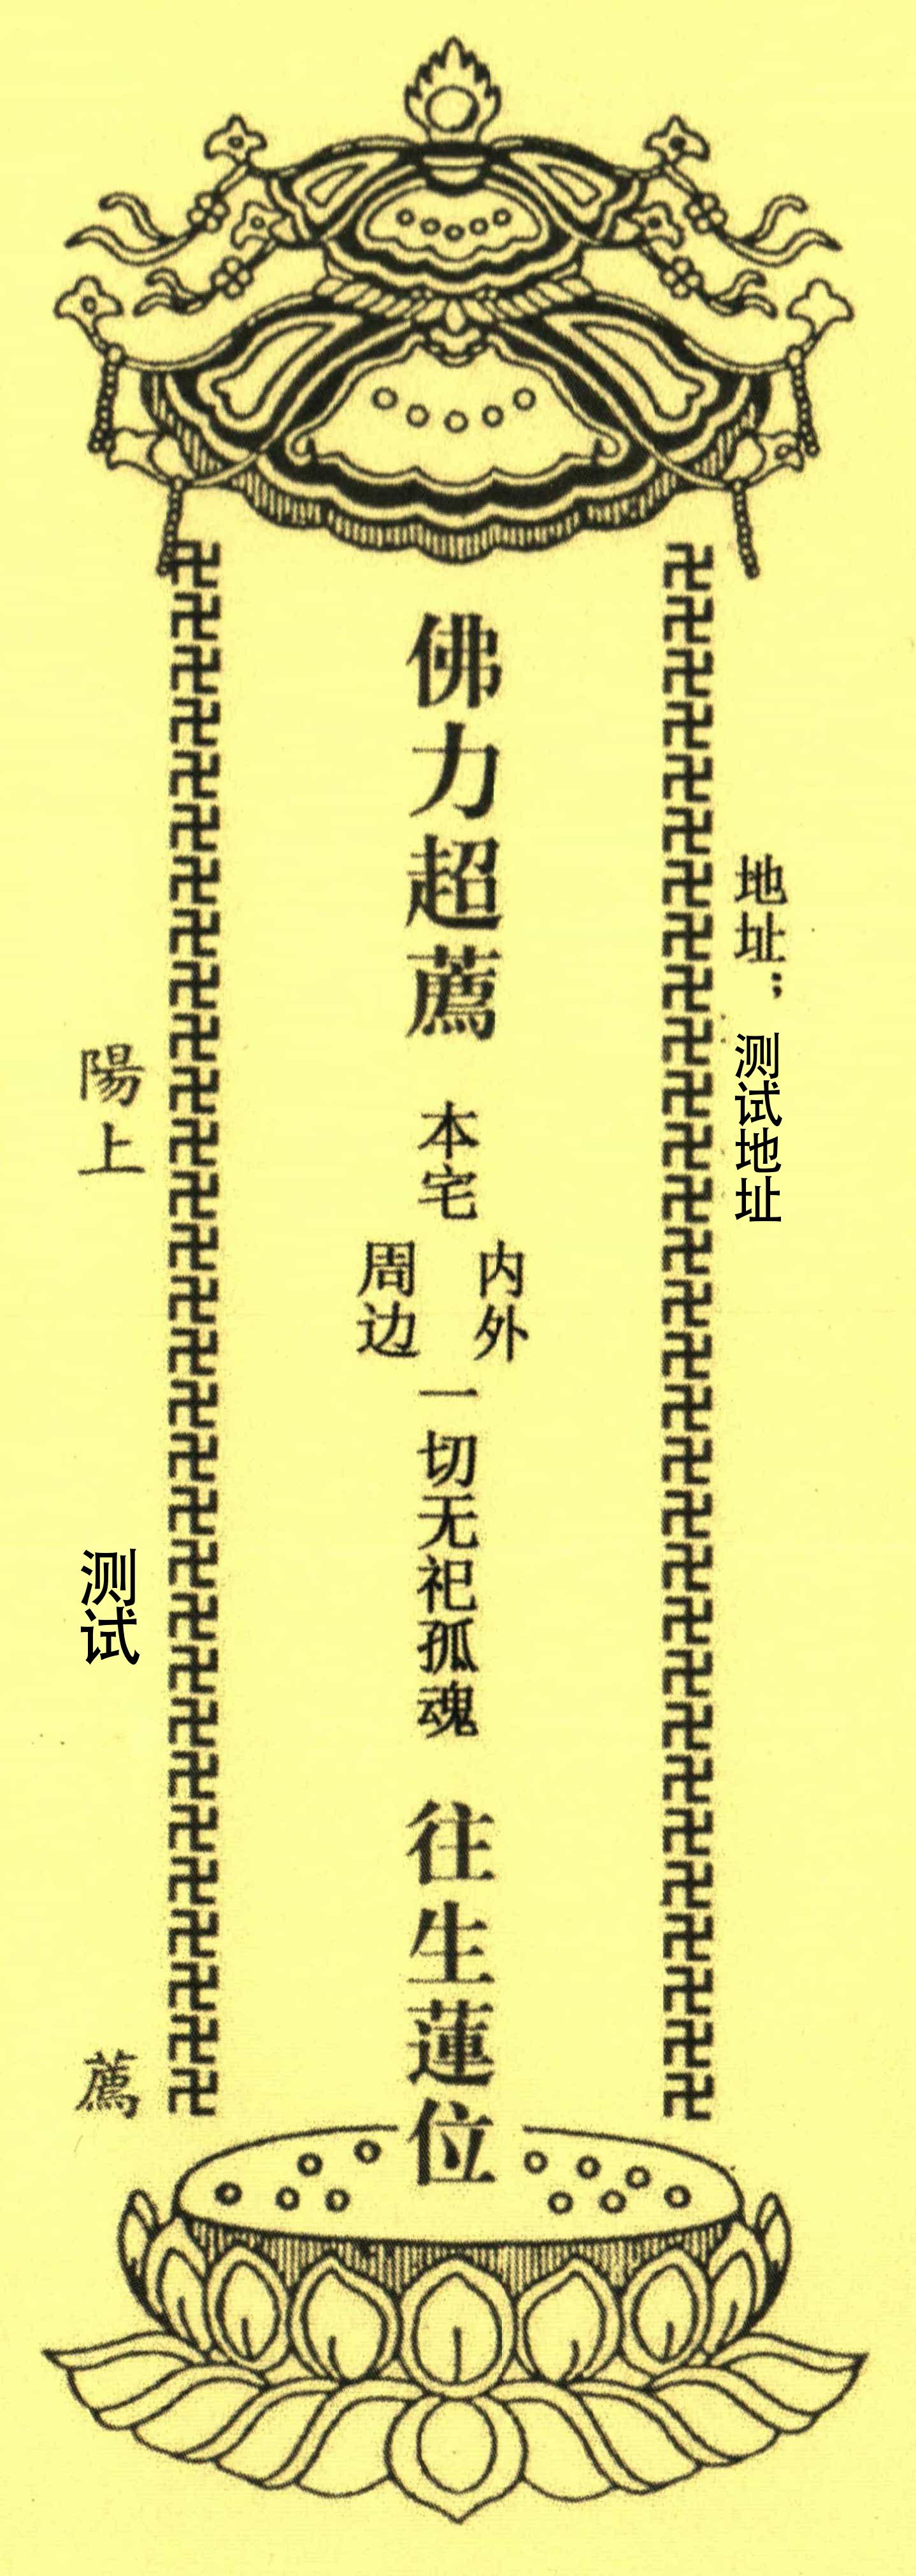 地址：测试地址
佛力超薦
本宅
内外
周边
一切无祀孤魂
往生蓮位
陽上
测试
薦